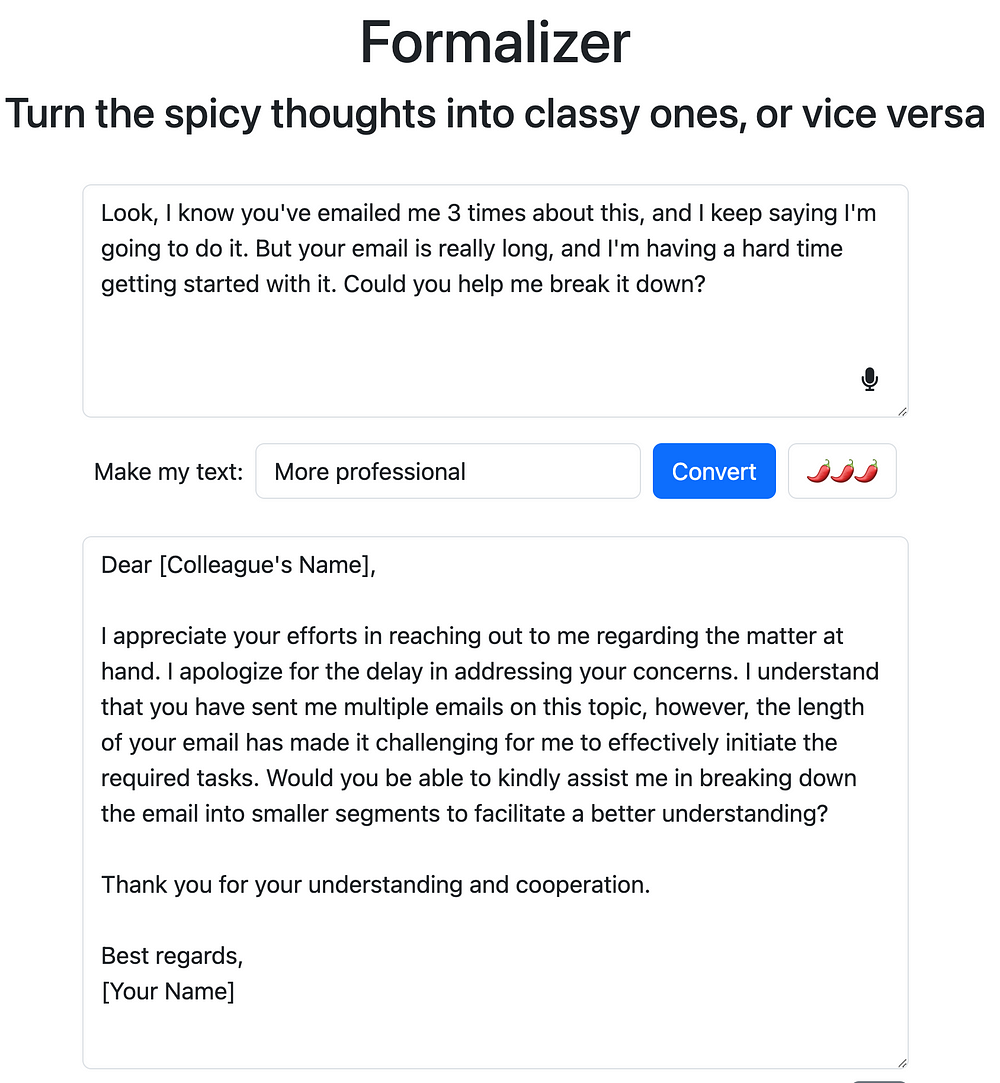 Formalizer
Turn the spicy thoughts into classy ones, or vice versa
Look, I know you've emailed me 3 times about this, and I keep saying I'm
going to do it. But your email is really long, and I'm having a hard time
getting started with it. Could you help me break it down?
Make my text: More professional Convert 🌶️🌶️🌶️
Dear [Colleague's Name],
I appreciate your efforts in reaching out to me regarding the matter at
hand. I apologize for the delay in addressing your concerns. I understand
that you have sent me multiple emails on this topic, however, the length
of your email has made it challenging for me to effectively initiate the
required tasks. Would you be able to kindly assist me in breaking down
the email into smaller segments to facilitate a better understanding?
Thank you for your understanding and cooperation.
Best regards,
[Your Name]